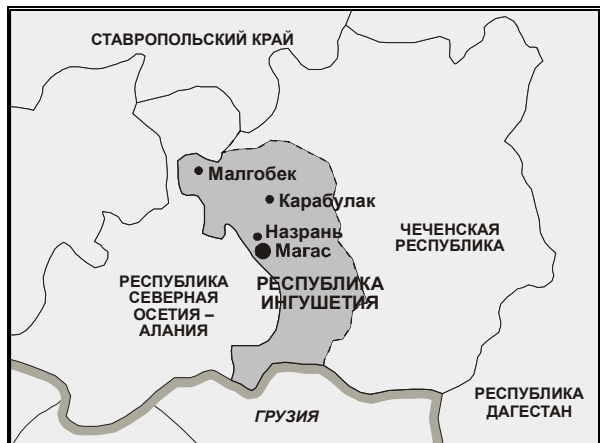 СТАВРОПОЛЬСКИЙ КРАЙ
Малгобек
Карабулак
Назрань
Магас
ЧЕЧЕНСКАЯ
РЕСПУБЛИКА
РЕСПУБЛИКА
СЕВЕРНАЯ
ОСЕТИЯ –
АЛАНИЯ
РЕСПУБЛИКА
ИНГУШЕТИЯ
РЕСПУБЛИКА
ДАГЕСТАН
ГРУЗИЯ